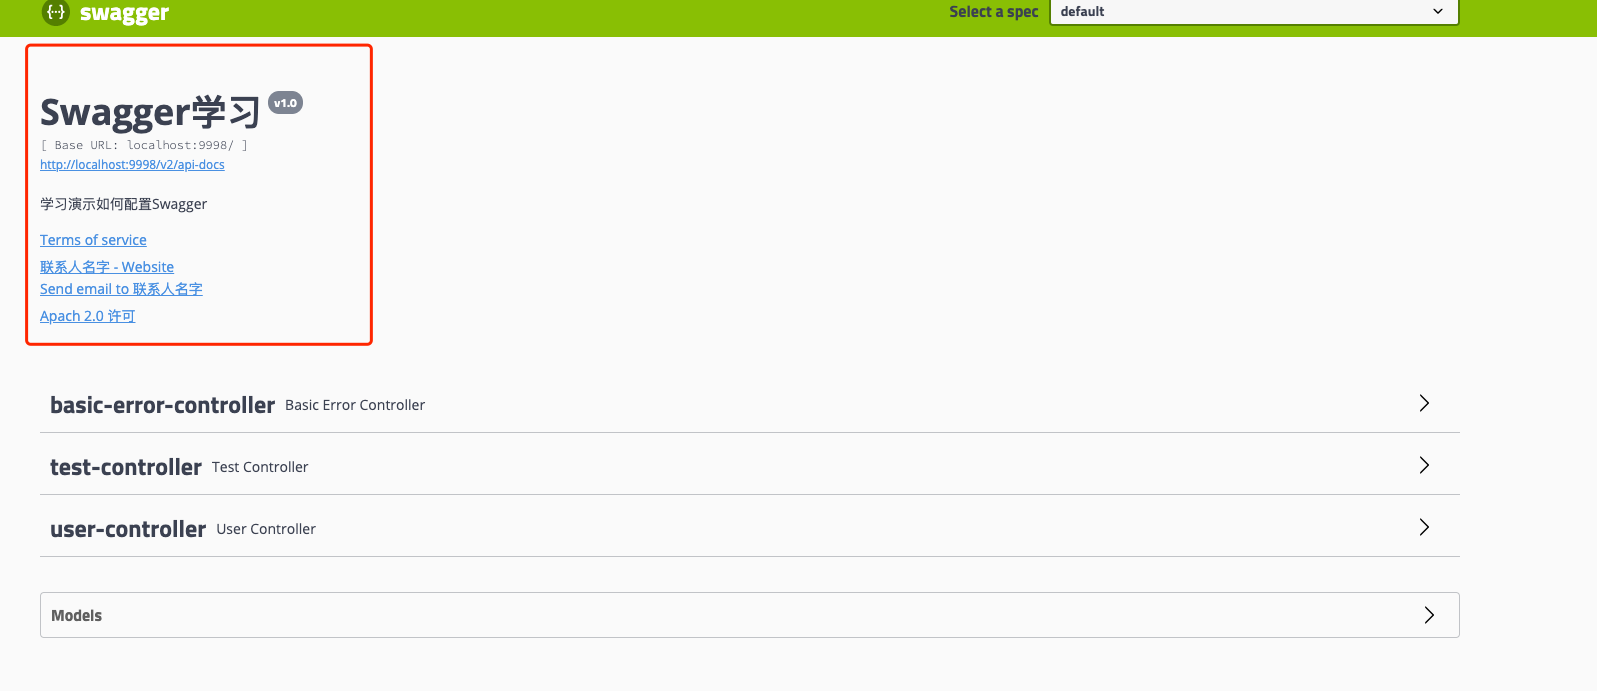 swagger
Select a spec
default
Swagger学习 v1.0
[ Base URL: localhost:9998/ ]
http://localhost:9998/v2/api-docs
学习演示如何配置Swagger
Terms of service
联系人名字 - Website
Send email to 联系人名字
Apach 2.0 许可
basic-error-controller Basic Error Controller
test-controller Test Controller
user-controller User Controller
Models